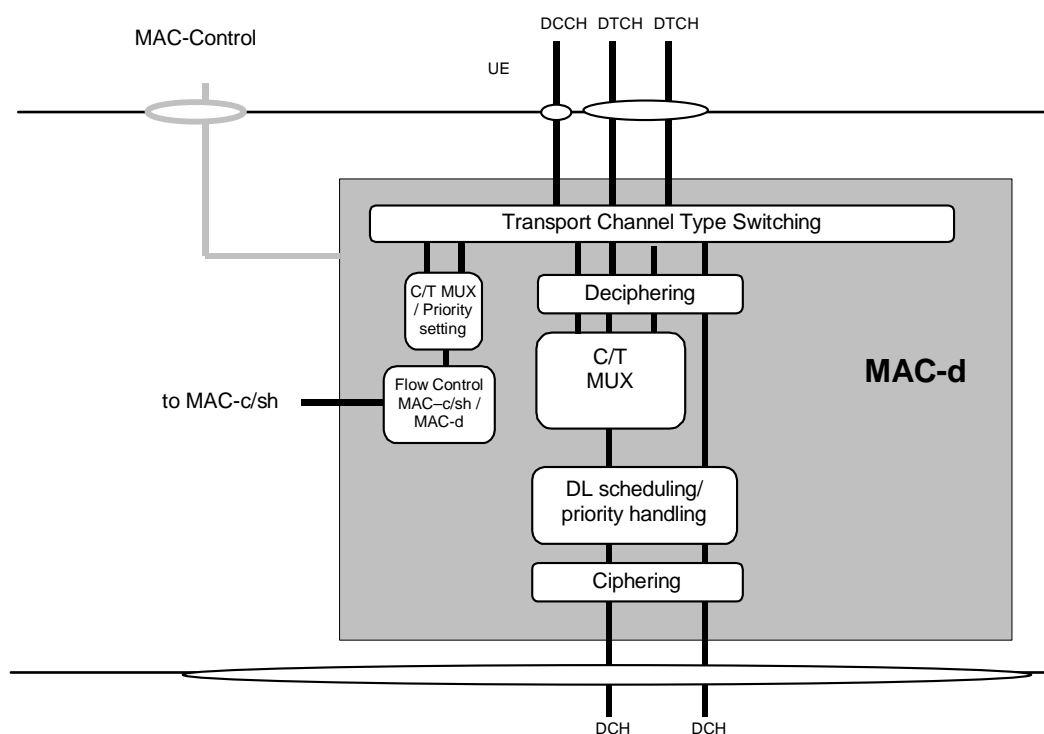 DCCH DTCH DTCH
MAC-Control
UE
Transport Channel Type Switching
C/T MUX
/ Priority
setting
Deciphering
C/T
MUX
MAC-d
Flow Control
MAC–c/sh /
MAC-d
to MAC-c/sh
DL scheduling/
priority handling
Ciphering
DCH DCH